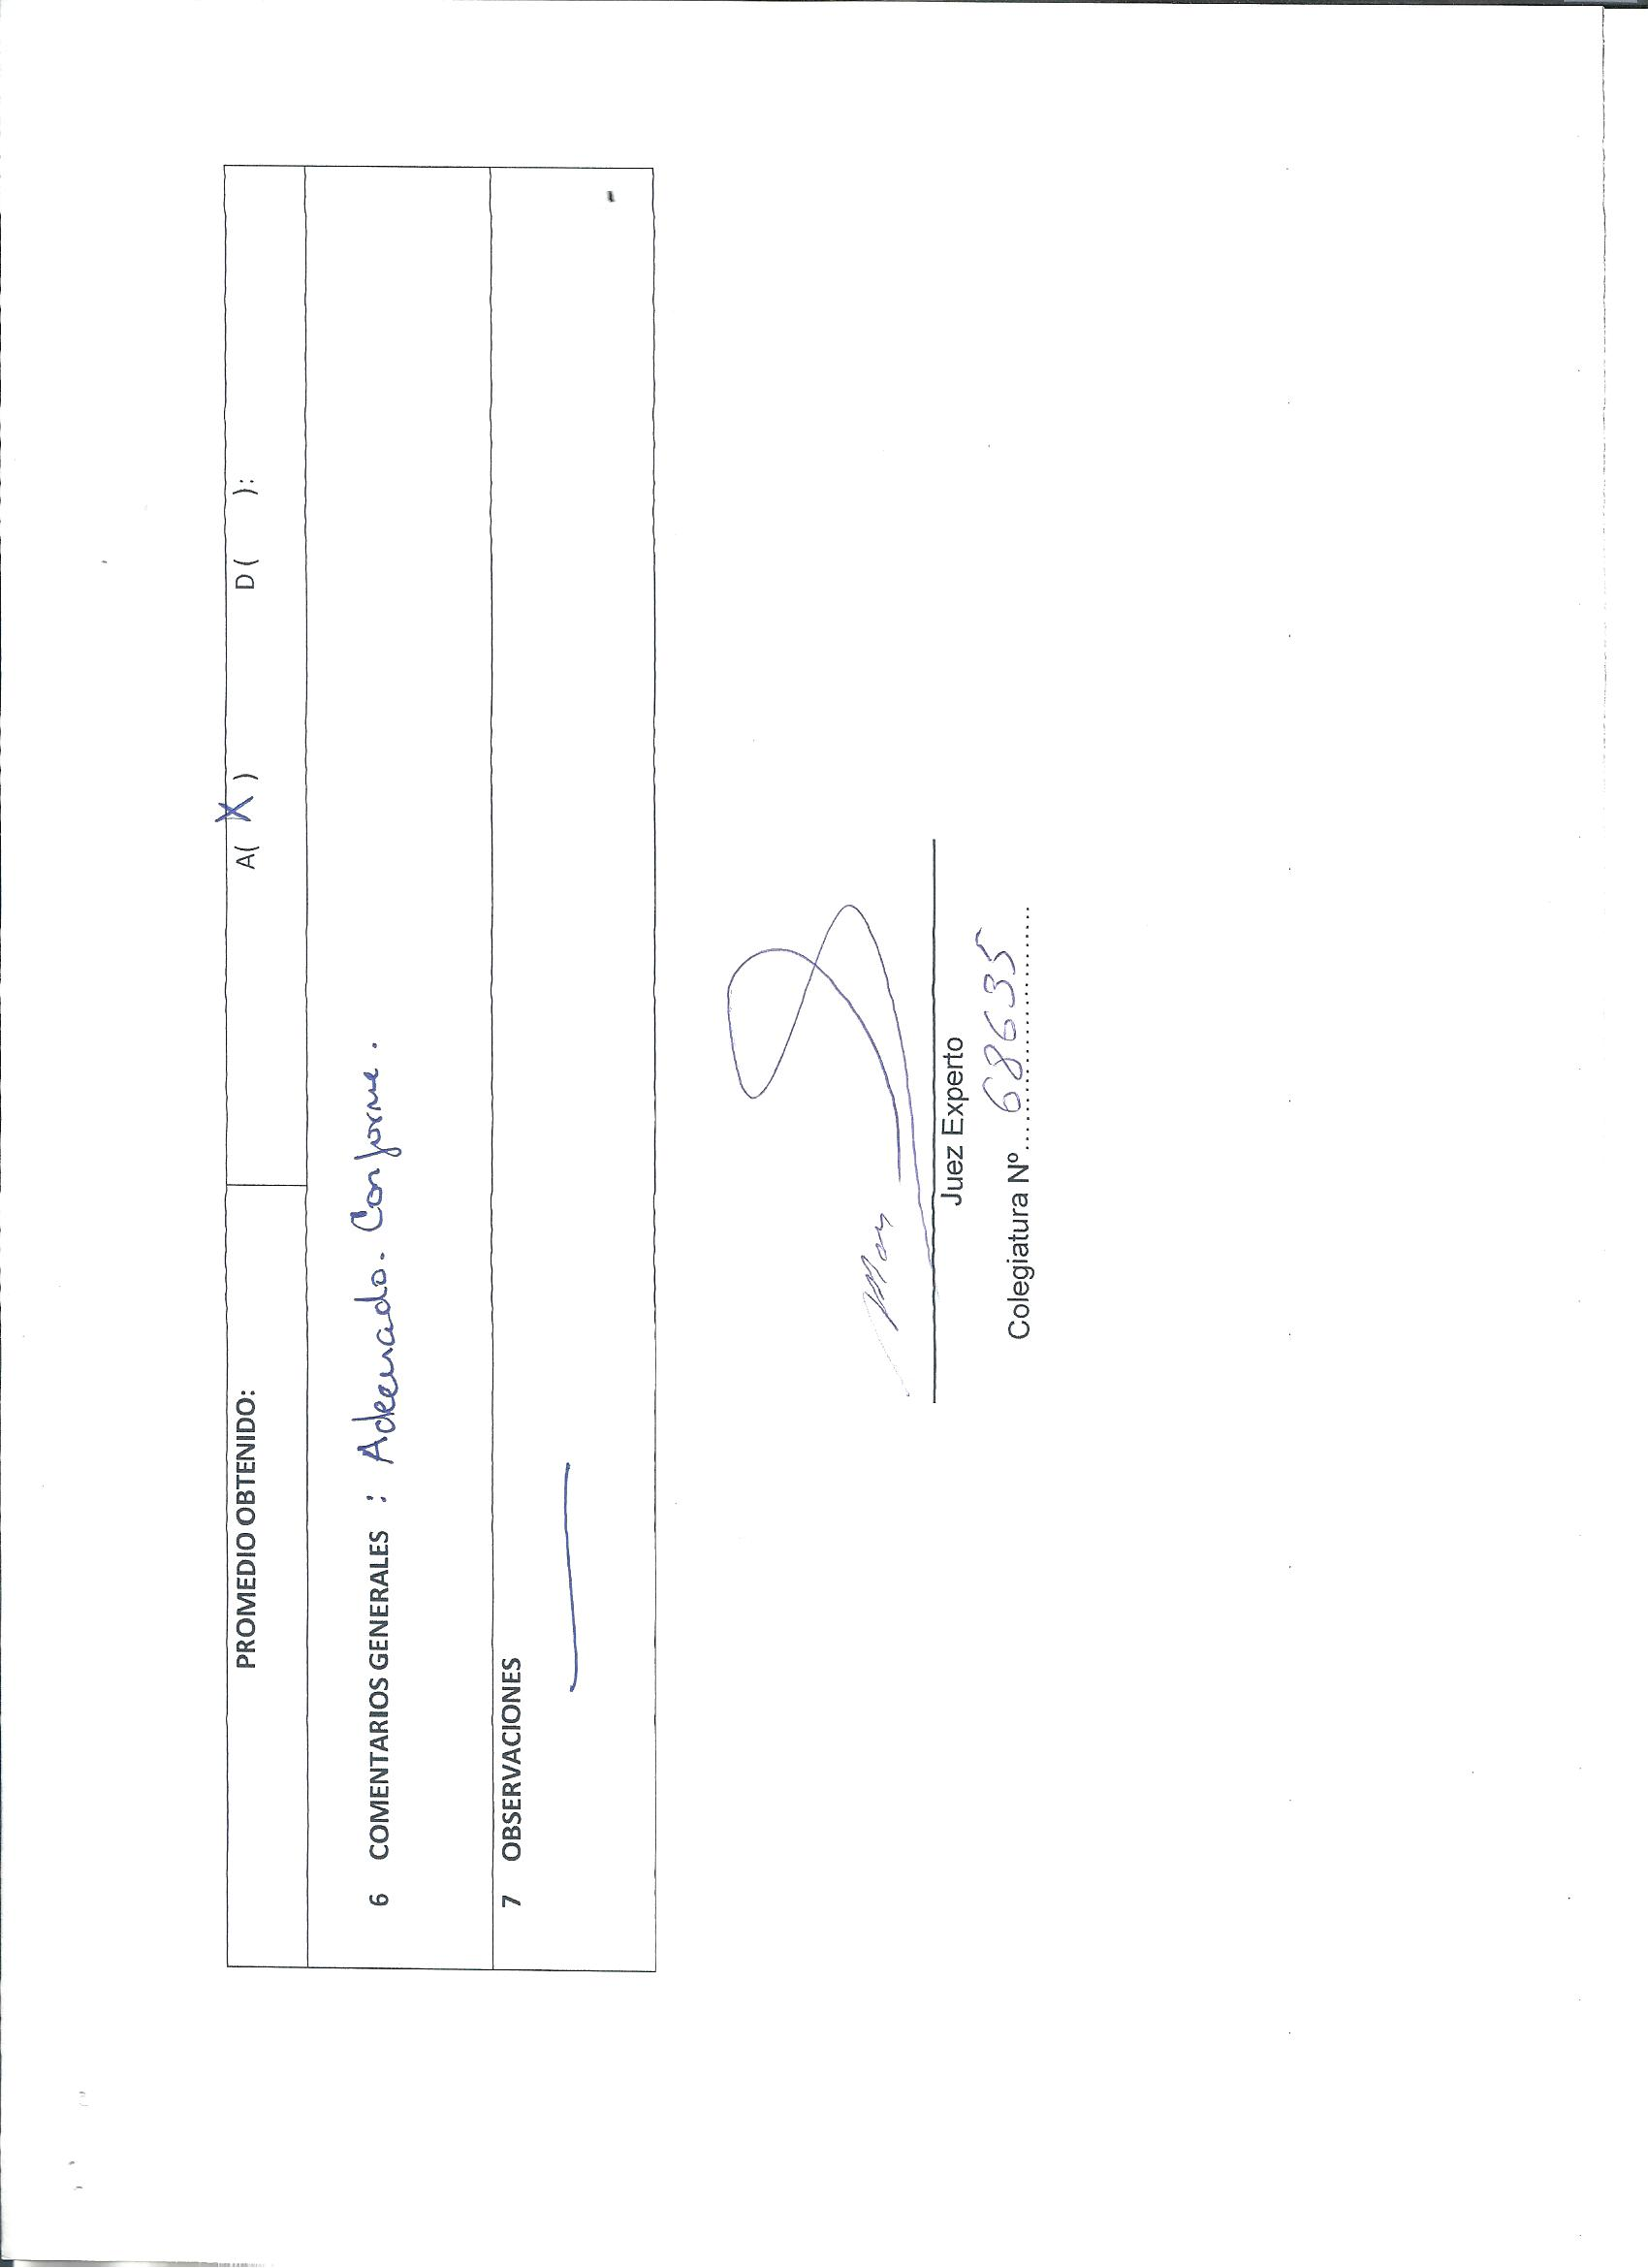 PROMEDIO OBTENIDO: A( X ) D( ):
6 COMENTARIOS GENERALES : Adecuado. Conforme.
7 OBSERVACIONES
Juez Experto
Colegiatura Nº...68635...